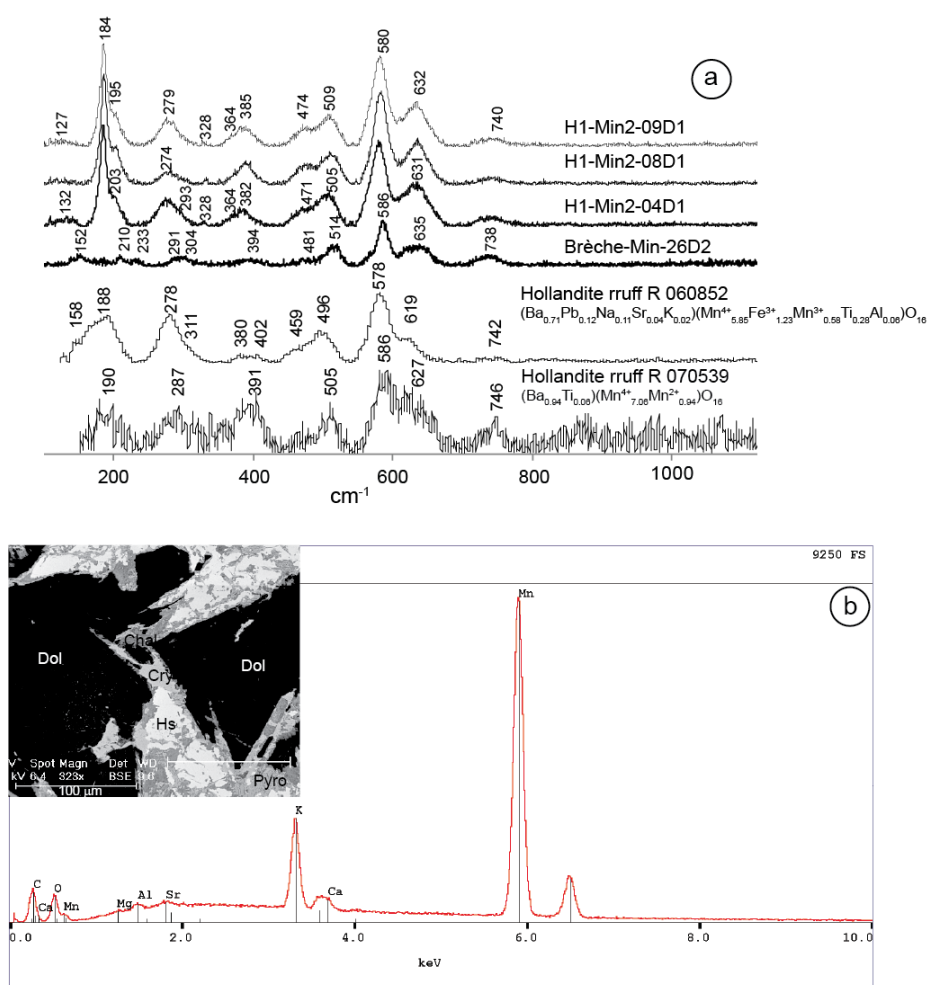 184
195
127
279
328
364
385
474
509
580
632
740
a
H1-Min2-09D1
274
H1-Min2-08D1
132
203
293
328
364
382
471
505
631
H1-Min2-04D1
152
210
233
291
304
394
481
514
586
635
738
Brèche-Min-26D2
158
188
278
311
380
402
459
496
578
619
742
Hollandite rruff R 060852
(Ba0.71Pb0.12Na0.11Sr0.04K0.02)(Mn4+5.85Fe3+1.23Mn3+0.58Ti0.28Al0.06)O16
190
287
391
505
586
627
746
Hollandite rruff R 070539
(Ba0.94Ti0.06)(Mn4+7.06Mn2+0.94)O16
200 400 600 800 1000
cm-1
9250 FS
b
Mn
Chal
Dol
Cry
Dol
Hs
V Spot Magn Det WD
kV 6.4 323x BSE
100 µm
Pyro
K
C
Ca
O
Mn
Mg
Al
Sr
Ca
0.0 2.0 4.0 6.0 8.0 10.0
keV